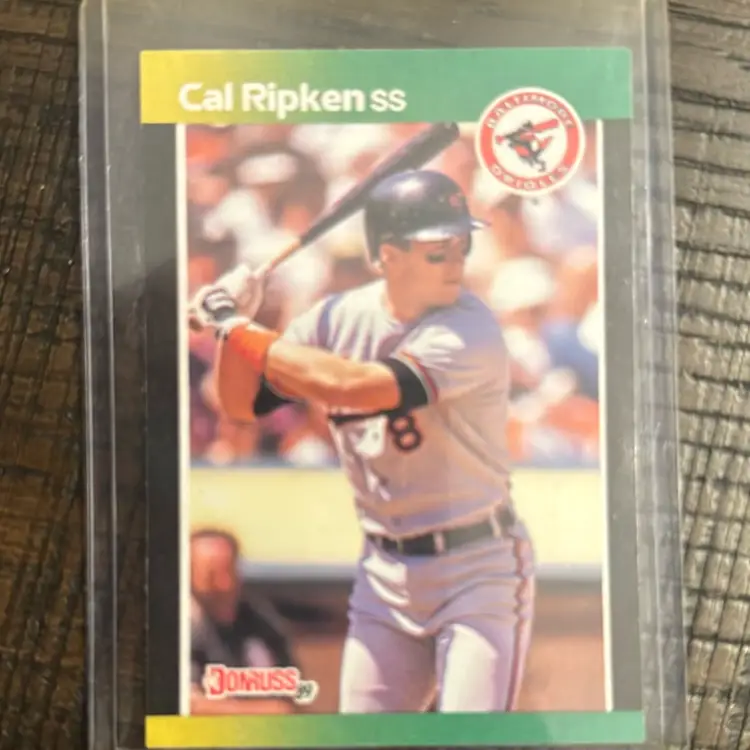 Cal Ripken SS
BALTIMORE
ORIOLES
8
DONRUSS 89